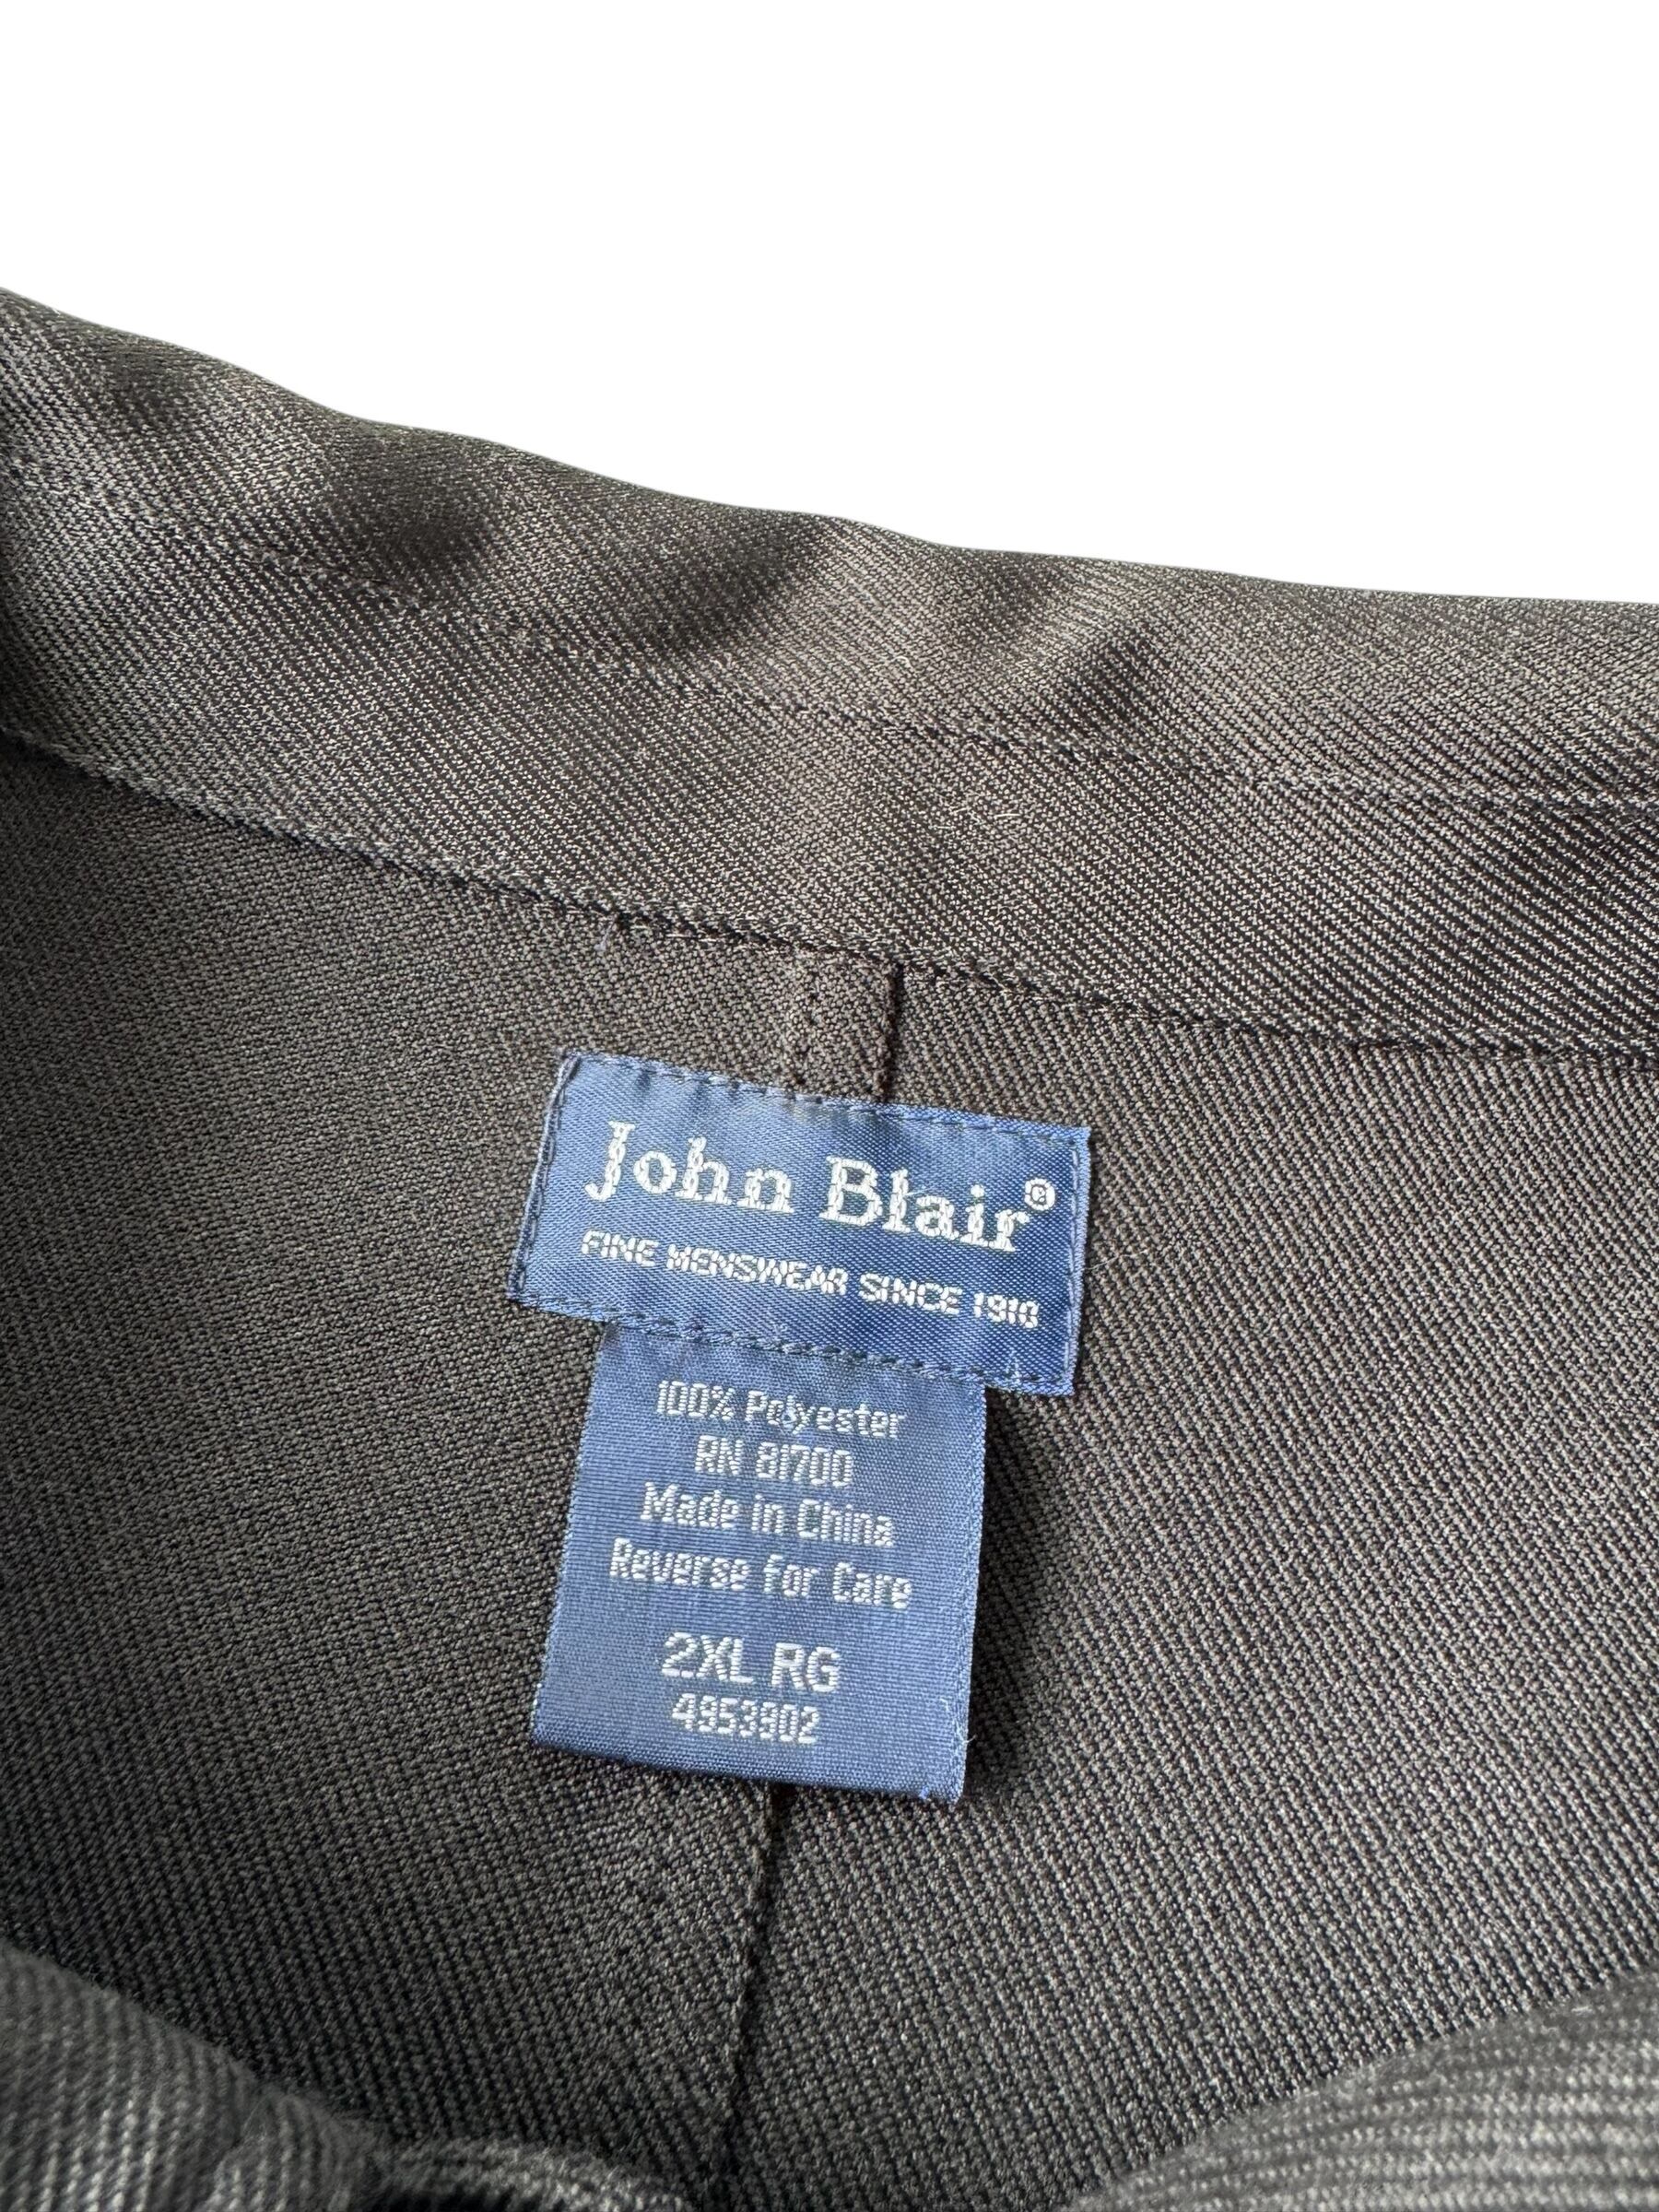 John Blair®
FINE MENSWEAR SINCE 1910
100% Polyester
RN 81700
Made in China
Reverse for Care
2XL RG
4953902